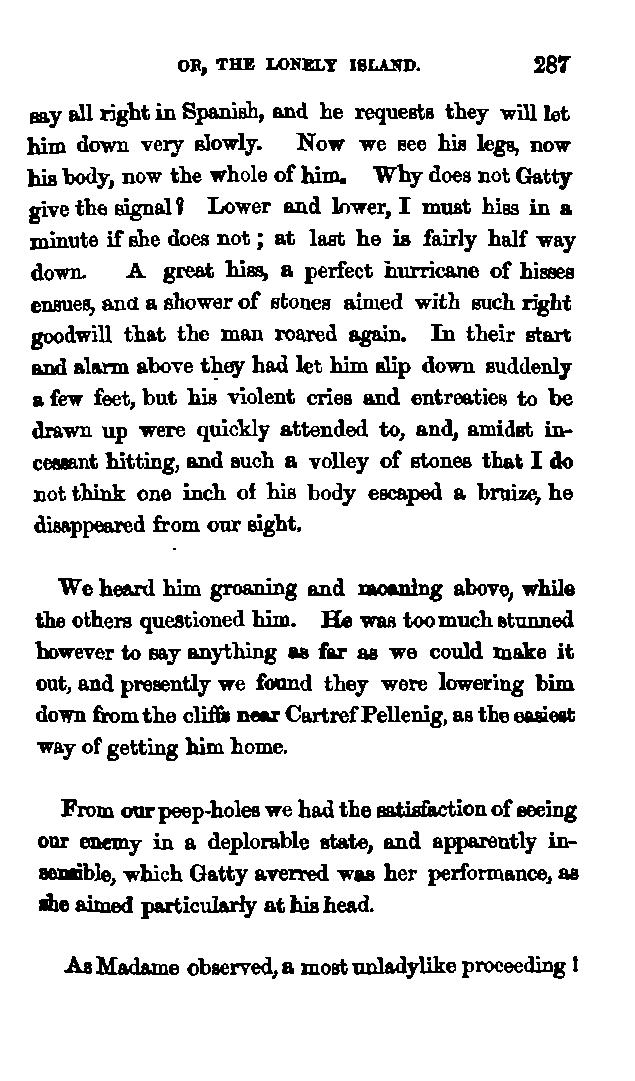 OR, THE LONELY ISLAND. 287
say all right in Spanish, and he requests they will let
him down very slowly. Now we see his legs, now
his body, now the whole of him. Why does not Gatty
give the signal? Lower and lower, I must hiss in a
minute if she does not; at last he is fairly half way
down. A great hiss, a perfect hurricane of hisses
ensues, and a shower of stones aimed with such right
goodwill that the man roared again. In their start
and alarm above they had let him slip down suddenly
a few feet, but his violent cries and entreaties to be
drawn up were quickly attended to, and, amidst in-
cessant hitting, and such a volley of stones that I do
not think one inch of his body escaped a bruize, he
disappeared from our sight.
We heard him groaning and moaning above, while
the others questioned him. He was too much stunned
however to say anything as far as we could make it
out, and presently we found they were lowering him
down from the cliffs near Cartref Pellenig, as the easiest
way of getting him home.
From our peep-holes we had the satisfaction of seeing
our enemy in a deplorable state, and apparently in-
sensible, which Gatty averred was her performance, as
she aimed particularly at his head.
As Madame observed, a most unladylike proceeding!